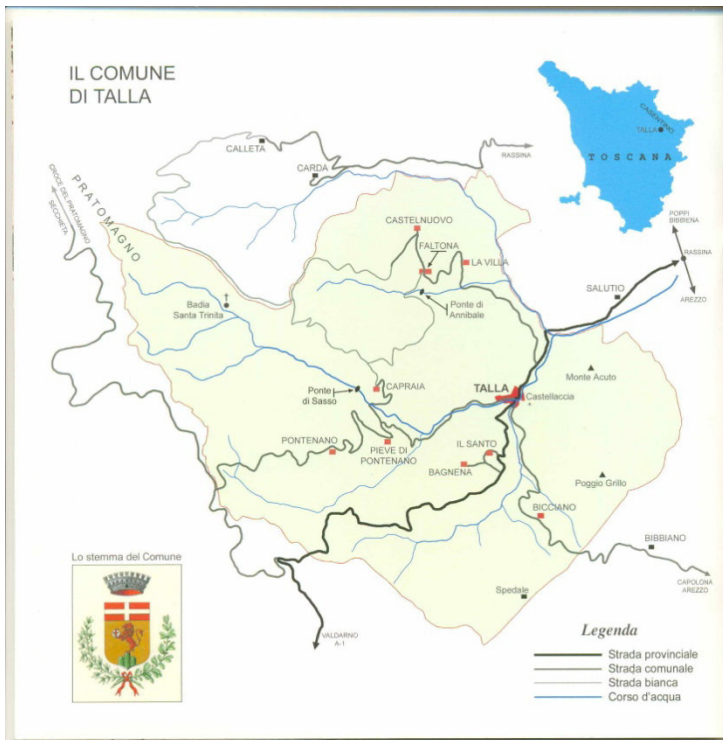 IL COMUNE
DI TALLA
CALLETA
CARDA
RASSINA
CASENTINO
TALLA
TOSCANA
CROCE DEL PRATOMAGNO
SECCHIETA
PRATOMAGNO
POPPI
BIBBIENA
RASSINA
AREZZO
CASTELNUOVO
FALTONA
LA VILLA
SALUTIO
Badia
Santa Trinita
Ponte di
Annibale
Monte Acuto
Ponte
di Sasso
CAPRAIA
TALLA
Castellaccia
PONTENANO
PIEVE DI
PONTENANO
IL SANTO
BAGNENA
Poggio Grillo
BICCIANO
BIBBIANO
CAPOLONA
AREZZO
Spedale
Lo stemma del Comune
VALDARNO
A-1
Legenda
Strada provinciale
Strada comunale
Strada bianca
Corso d'acqua